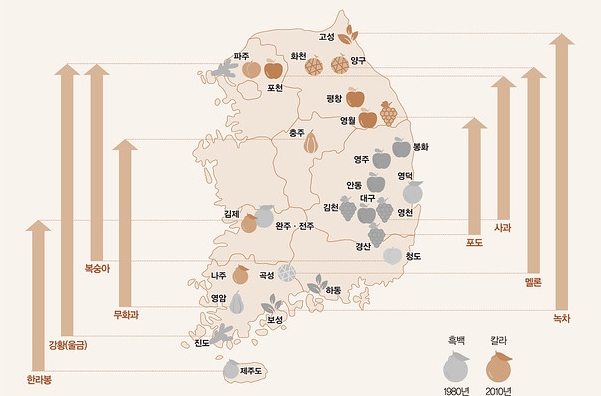 고성
파주
화천
양구
포천
평창
영월
충주
봉화
영주
영덕
안동
대구
김천
영천
김제
완주·전주
경산
청도
나주
곡성
하동
영암
보성
진도
제주도
복숭아
무화과
강황(울금)
한라봉
사과
포도
멜론
녹차
흑백
칼라
1980년
2010년